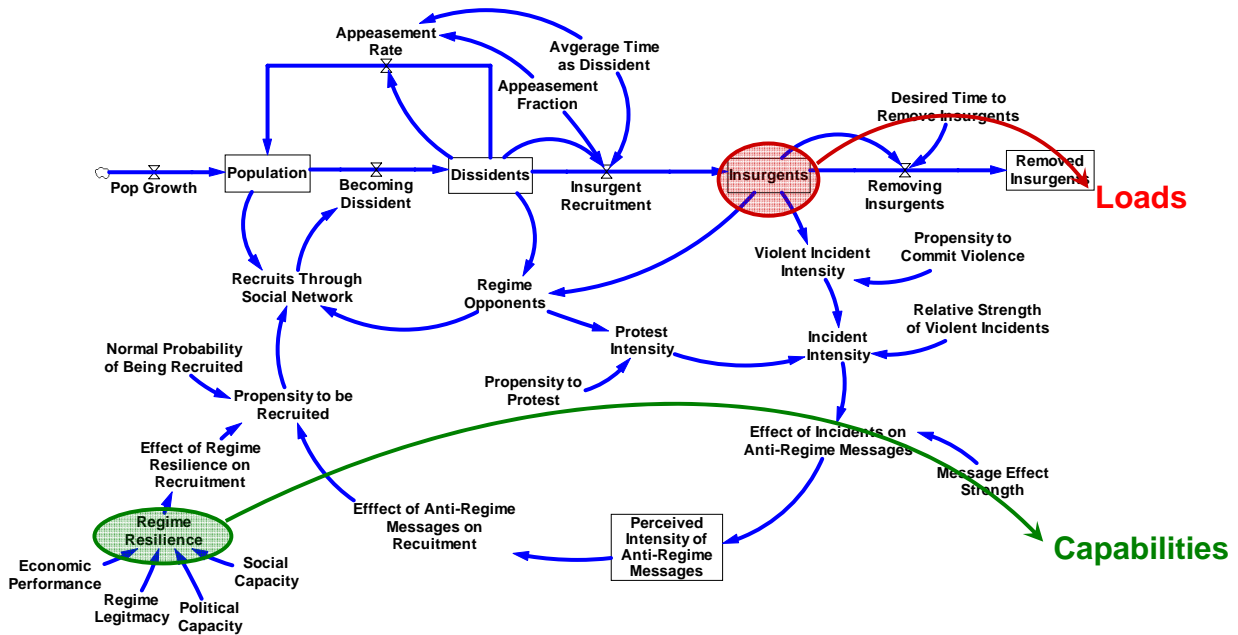 Appeasement
Rate
Avgerage Time
as Dissident
Appeasement
Fraction
Desired Time to
Remove Insurgents
Pop Growth
Population
Becoming
Dissident
Dissidents
Insurgent
Recruitment
Insurgents
Removing
Insurgents
Removed
Insurgents
Loads
Recruits Through
Social Network
Regime
Opponents
Violent Incident
Intensity
Propensity to
Commit Violence
Protest
Intensity
Incident
Intensity
Relative Strength
of Violent Incidents
Normal Probability
of Being Recruited
Propensity to be
Recruited
Propensity to
Protest
Effect of Regime
Resilience on
Recruitment
Effect of Incidents on
Anti-Regime Messages
Message Effect
Strength
Regime
Resilience
Efffect of Anti-Regime
Messages on
Recuitment
Perceived
Intensity of
Anti-Regime
Messages
Capabilities
Economic
Performance
Regime
Legitmacy
Political
Capacity
Social
Capacity